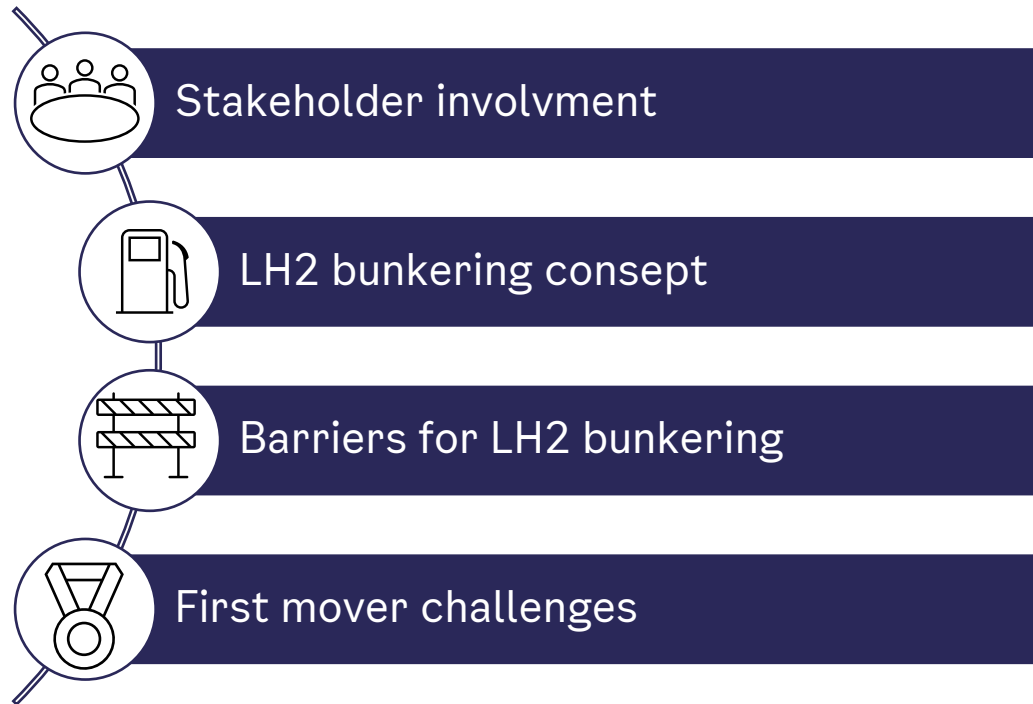 Stakeholder involvment
LH2 bunkering consept
Barriers for LH2 bunkering
First mover challenges